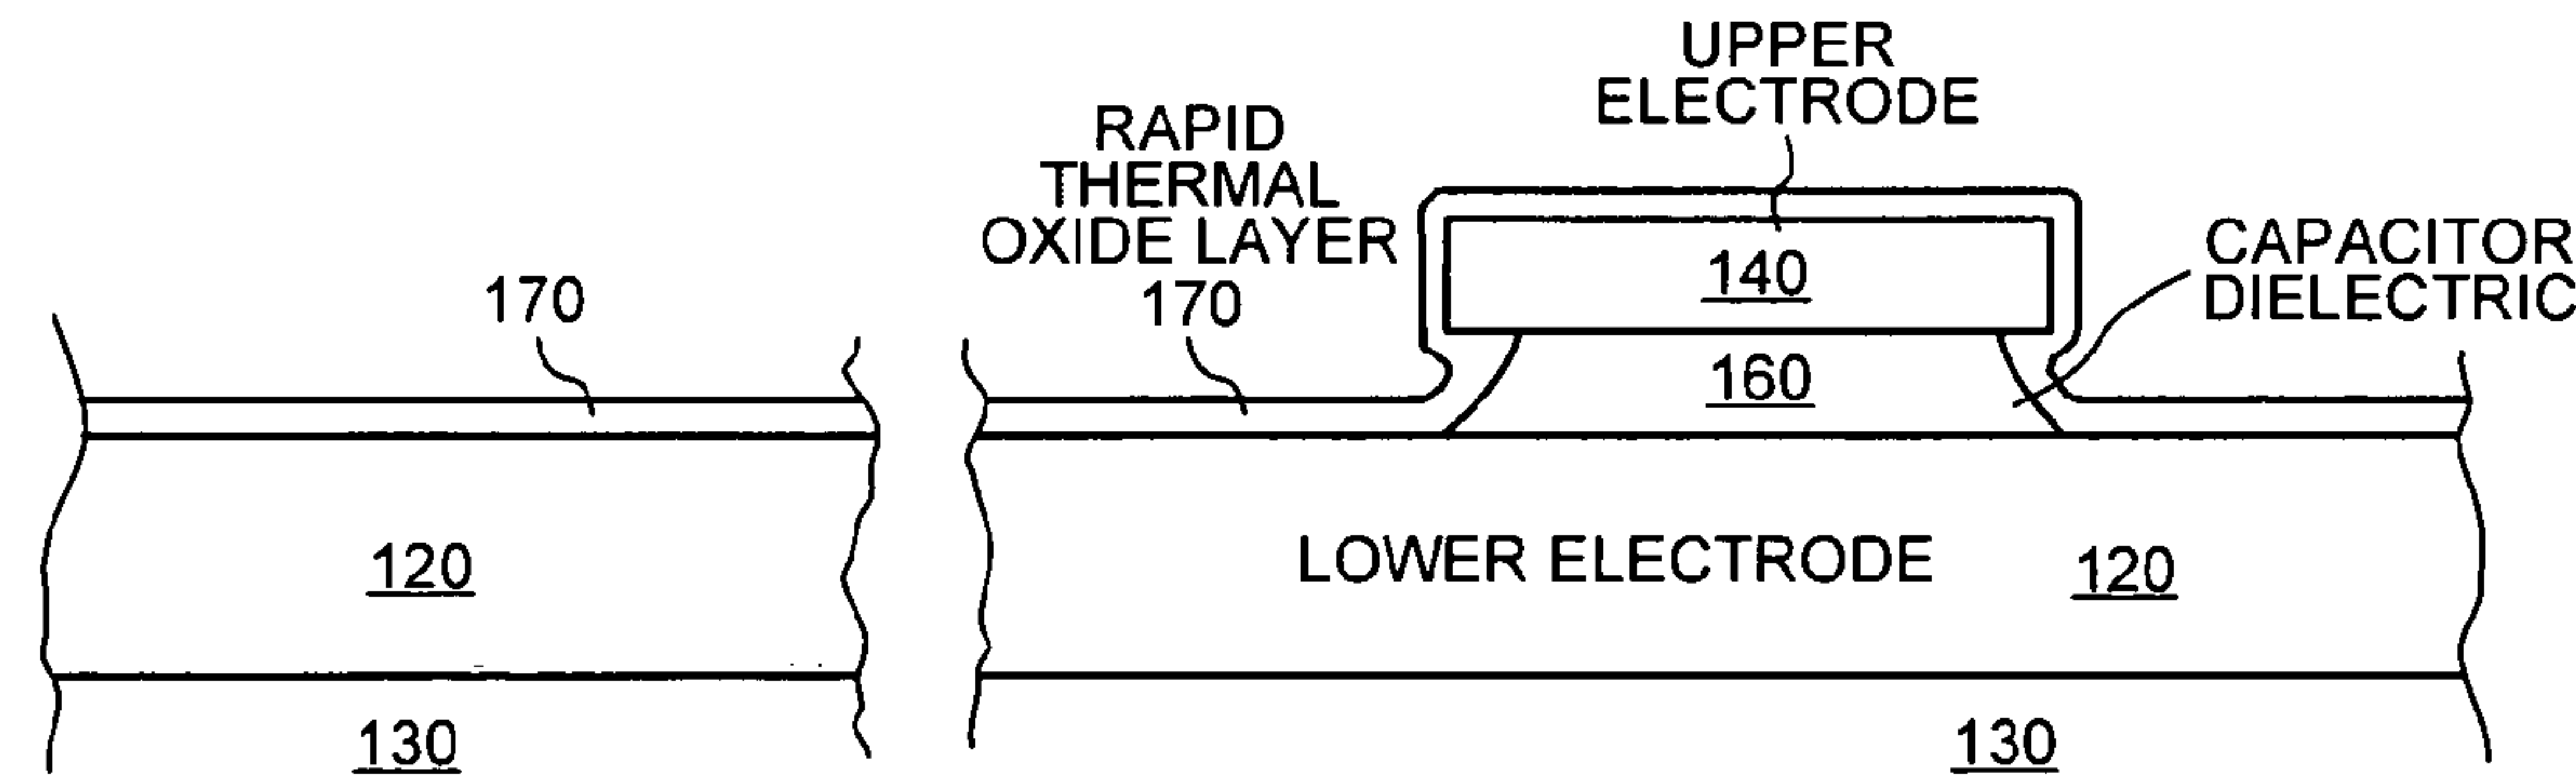 UPPER
ELECTRODE
RAPID
THERMAL
OXIDE LAYER
170
170
140
CAPACITOR
DIELECTRIC
160
120
LOWER ELECTRODE
120
130
130